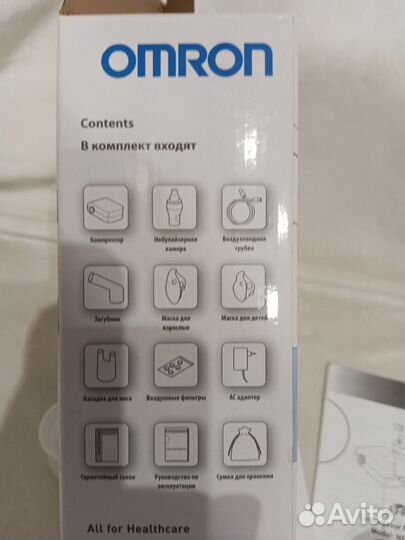 OMRON
Contents
В комплект входят
Компрессор
Небулайзерная
камера
Воздуховодная
трубка
Загубник
Маска для
взрослых
Маска для детей
Насадка для носа
Воздушные фильтры
АС адаптер
Гарантийный талон
Руководство по
эксплуатации
Сумка для хранения
All for Healthcare
Avito